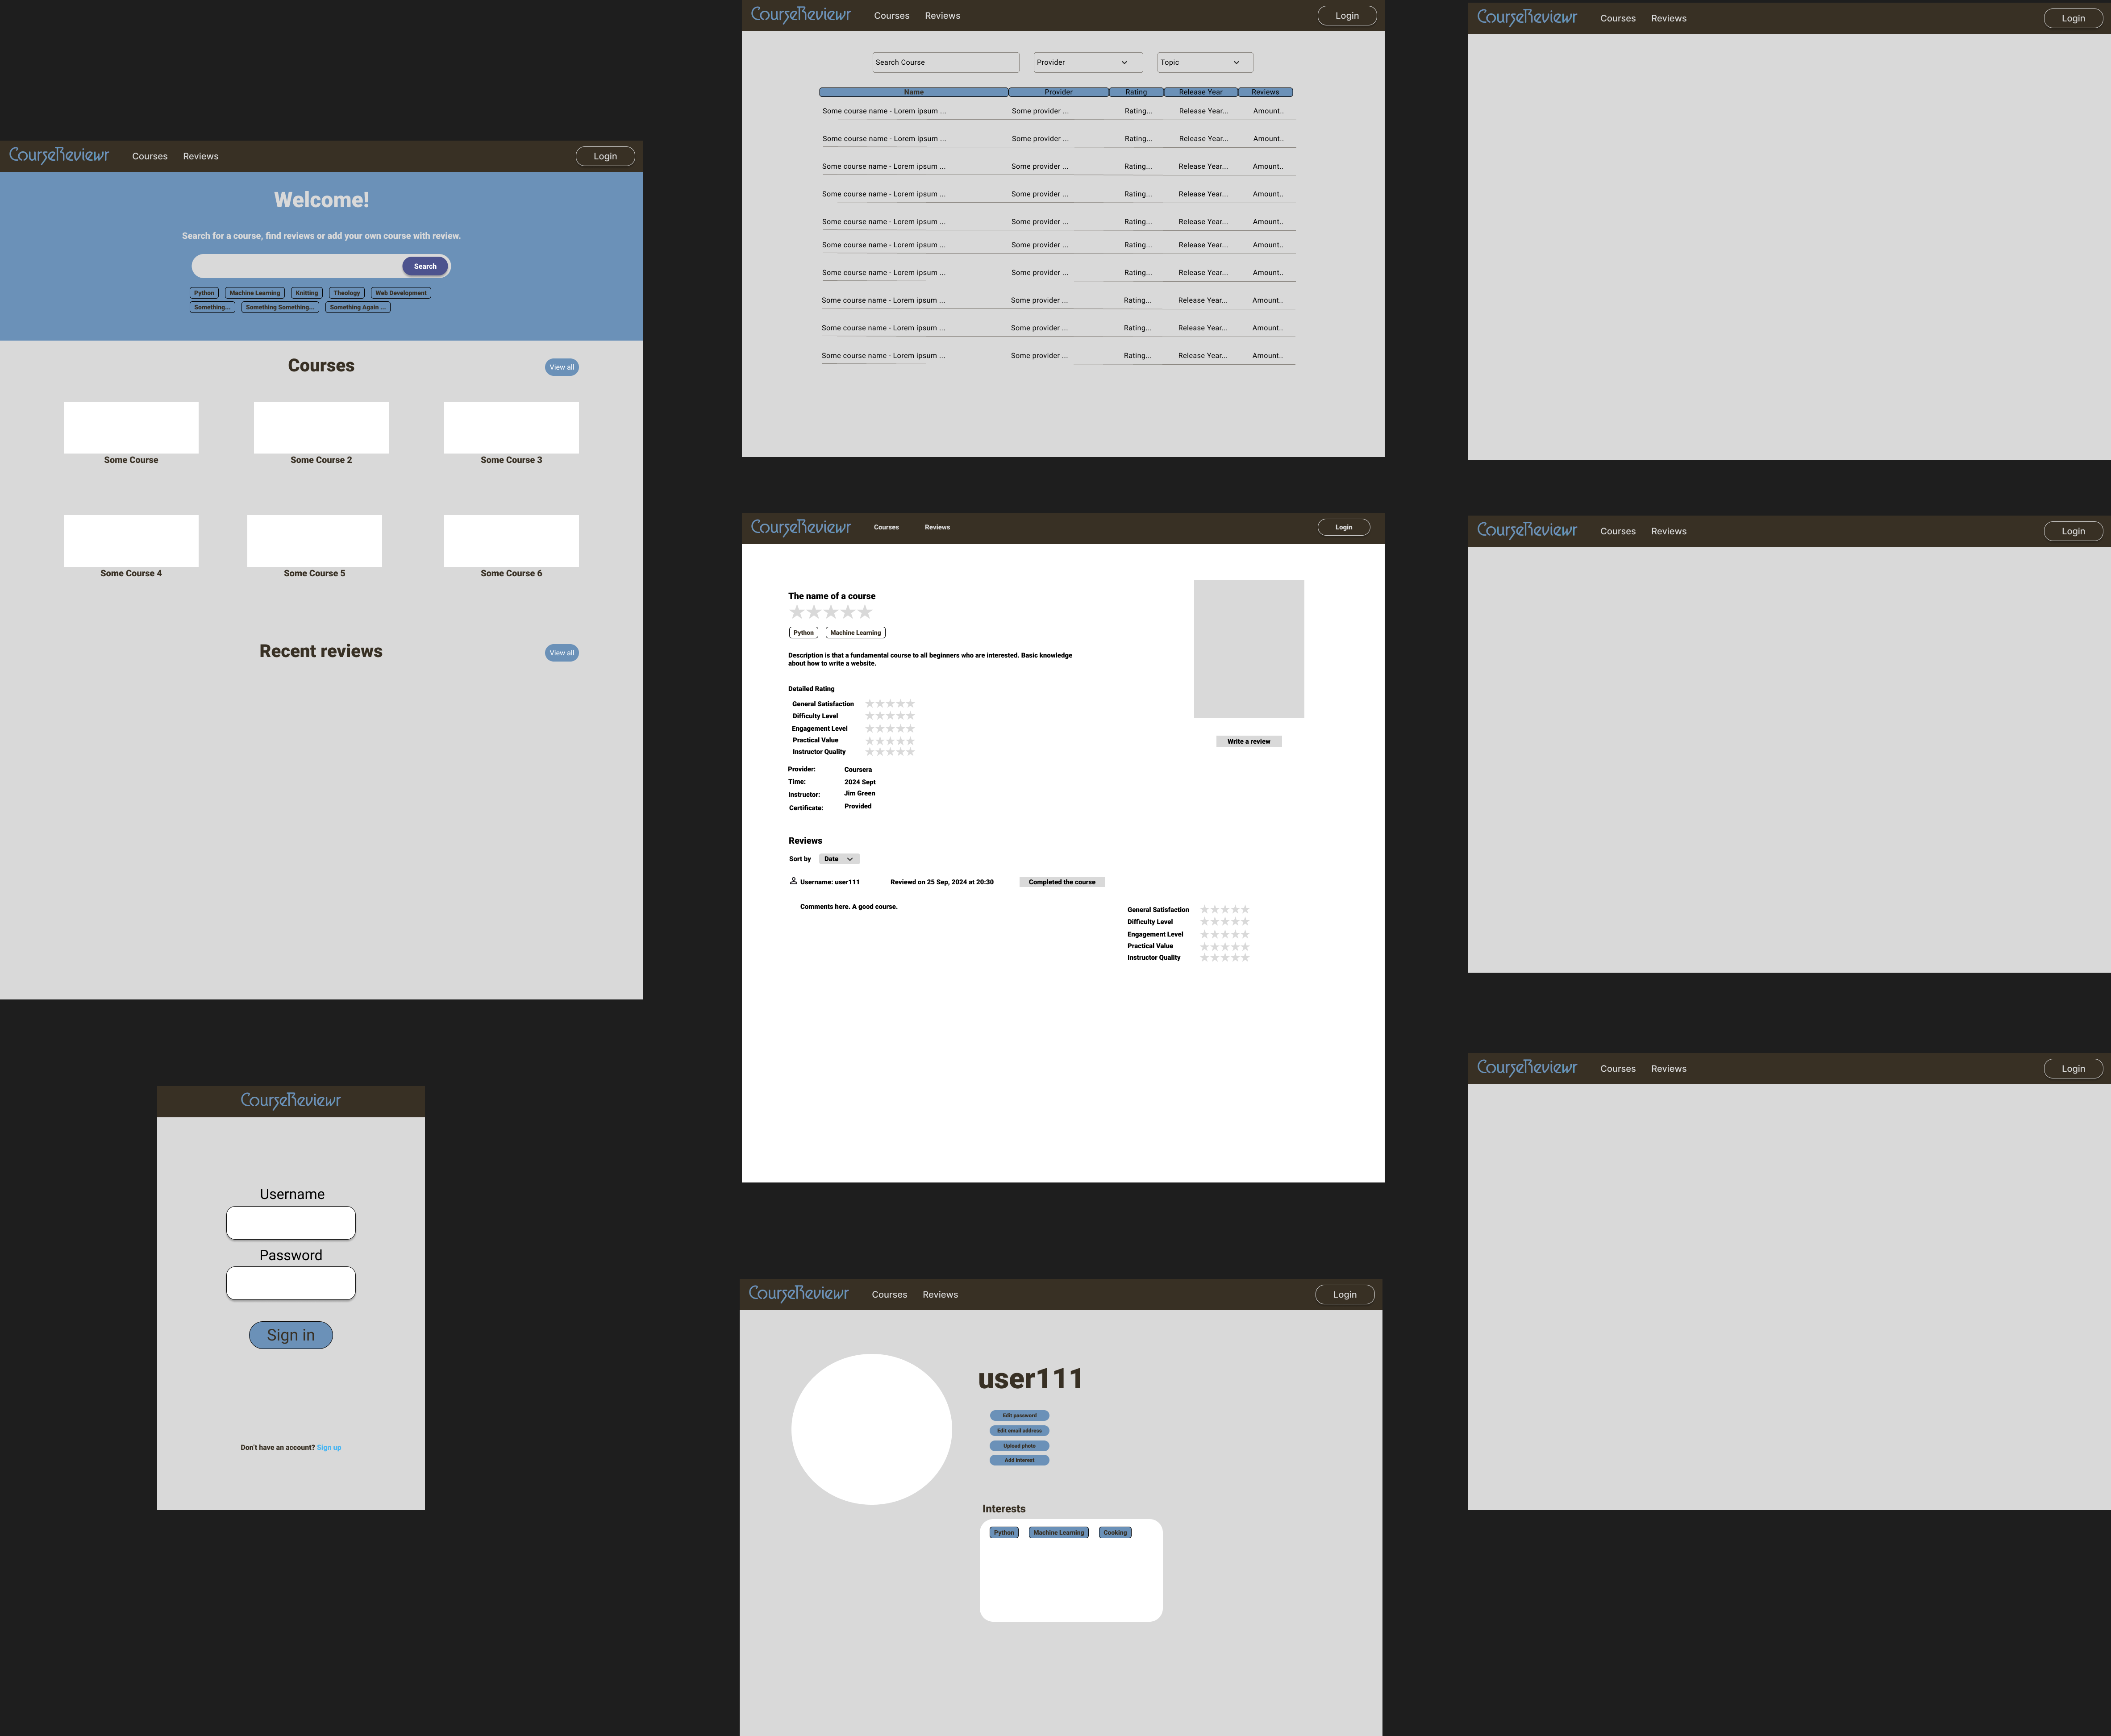 CourseReviewr Courses Reviews Login
Welcome!
Search for a course, find reviews or add your own course with review.
Search
Python Machine Learning Knitting Theology Web Development
Something... Something Something... Something Again ...
Courses View all
Some Course Some Course 2 Some Course 3
Some Course 4 Some Course 5 Some Course 6
Recent reviews View all
CourseReviewr
Username
Password
Sign in
Don't have an account? Sign up
CourseReviewr Courses Reviews Login
Search Course Provider Topic
Name Provider Rating Release Year Reviews
Some course name - Lorem ipsum ... Some provider ... Rating... Release Year... Amount..
Some course name - Lorem ipsum ... Some provider ... Rating... Release Year... Amount..
Some course name - Lorem ipsum ... Some provider ... Rating... Release Year... Amount..
Some course name - Lorem ipsum ... Some provider ... Rating... Release Year... Amount..
Some course name - Lorem ipsum ... Some provider ... Rating... Release Year... Amount..
Some course name - Lorem ipsum ... Some provider ... Rating... Release Year... Amount..
Some course name - Lorem ipsum ... Some provider ... Rating... Release Year... Amount..
Some course name - Lorem ipsum ... Some provider ... Rating... Release Year... Amount..
Some course name - Lorem ipsum ... Some provider ... Rating... Release Year... Amount..
Some course name - Lorem ipsum ... Some provider ... Rating... Release Year... Amount..
CourseReviewr Courses Reviews Login
The name of a course
Python Machine Learning
Description is that a fundamental course to all beginners who are interested. Basic knowledge
about how to write a website.
Detailed Rating
General Satisfaction
Difficulty Level
Engagement Level
Practical Value
Instructor Quality
Write a review
Provider: Coursera
Time: 2024 Sept
Instructor: Jim Green
Certificate: Provided
Reviews
Sort by Date
Username: user111 Reviewd on 25 Sep, 2024 at 20:30 Completed the course
Comments here. A good course.
General Satisfaction
Difficulty Level
Engagement Level
Practical Value
Instructor Quality
CourseReviewr Courses Reviews Login
user111
Edit password
Edit email address
Upload photo
Add interest
Interests
Python Machine Learning Cooking
CourseReviewr Courses Reviews Login
CourseReviewr Courses Reviews Login
CourseReviewr Courses Reviews Login